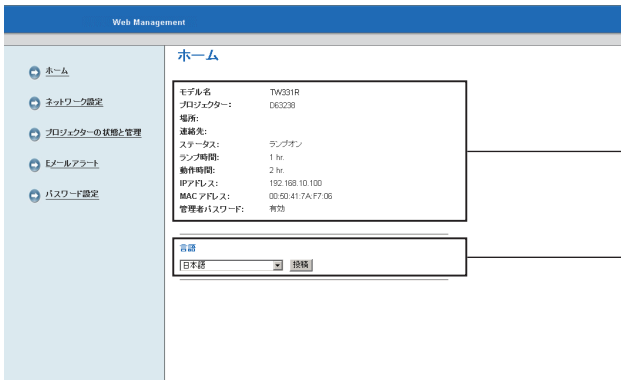 Web Management
ホーム
ホーム
ネットワーク設定
プロジェクターの状態と管理
Eメールアラート
パスワード設定
モデル名 TW331R
プロジェクター: D63238
場所:
連絡先:
ステータス: ランプオン
ランプ時間: 1 hr.
動作時間: 2 hr.
IPアドレス: 192.168.10.100
MAC アドレス: 00:50:41:7A:F7:06
管理者パスワード: 有効
言語
日本語 投稿